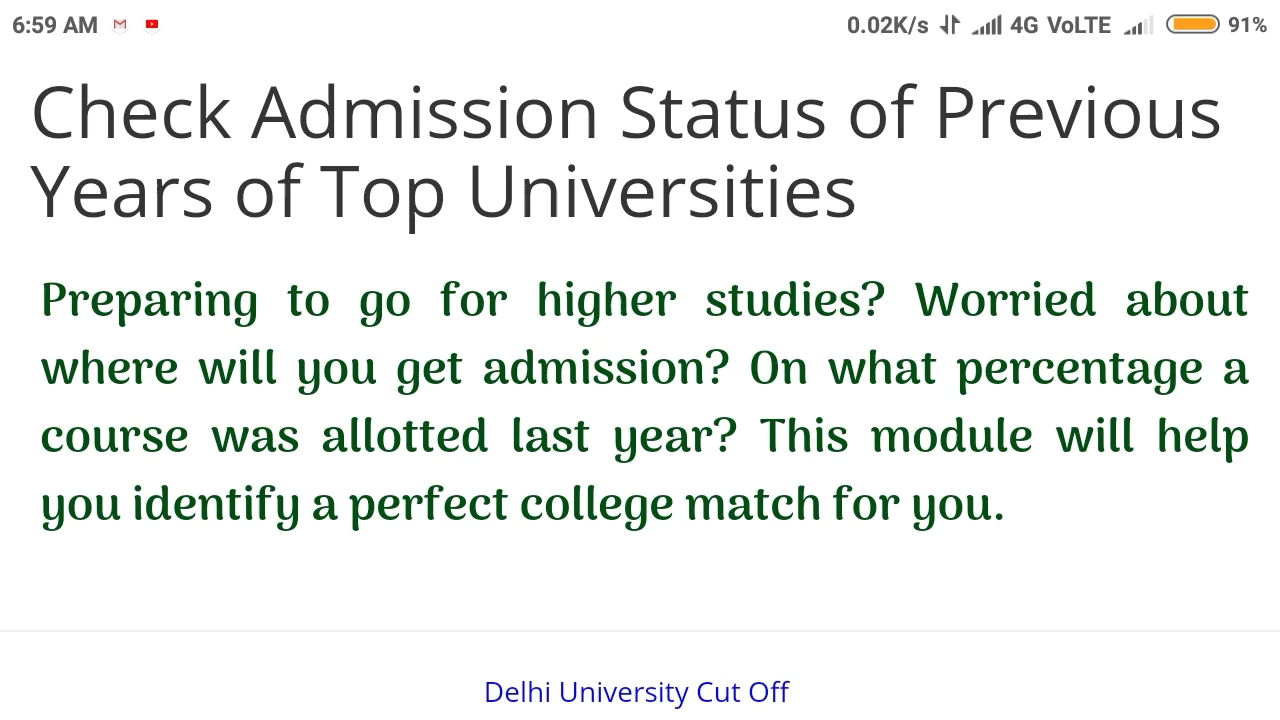 6:59 AM 0.02K/s 4G VoLTE 91%
Check Admission Status of Previous
Years of Top Universities
Preparing to go for higher studies? Worried about
where will you get admission? On what percentage a
course was allotted last year? This module will help
you identify a perfect college match for you.
Delhi University Cut Off